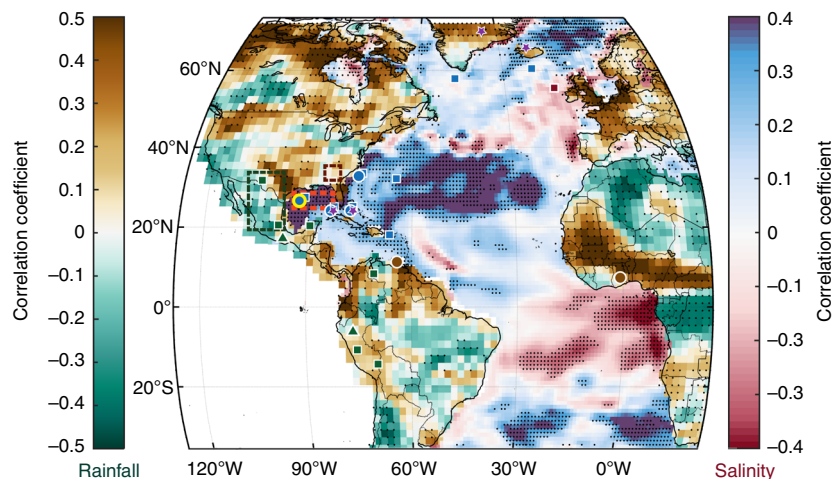 Correlation coefficient
0.5
0.4
0.3
0.2
0.1
0
−0.1
−0.2
−0.3
−0.4
−0.5
Rainfall
60°N
40°N
20°N
0°
20°S
120°W
90°W
60°W
30°W
0°W
0.4
0.3
0.2
0.1
0
−0.1
−0.3
−0.3
−0.4
Correlation coefficient
Salinity